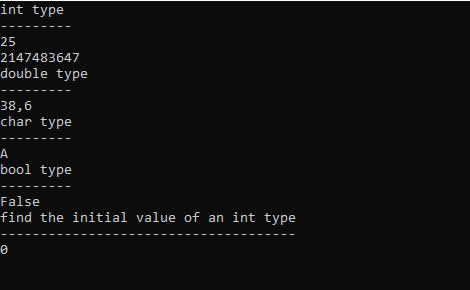 int type
---------
25
2147483647
double type
---------
38,6
char type
---------
A
bool type
---------
False
find the initial value of an int type
-------------------------------------
0